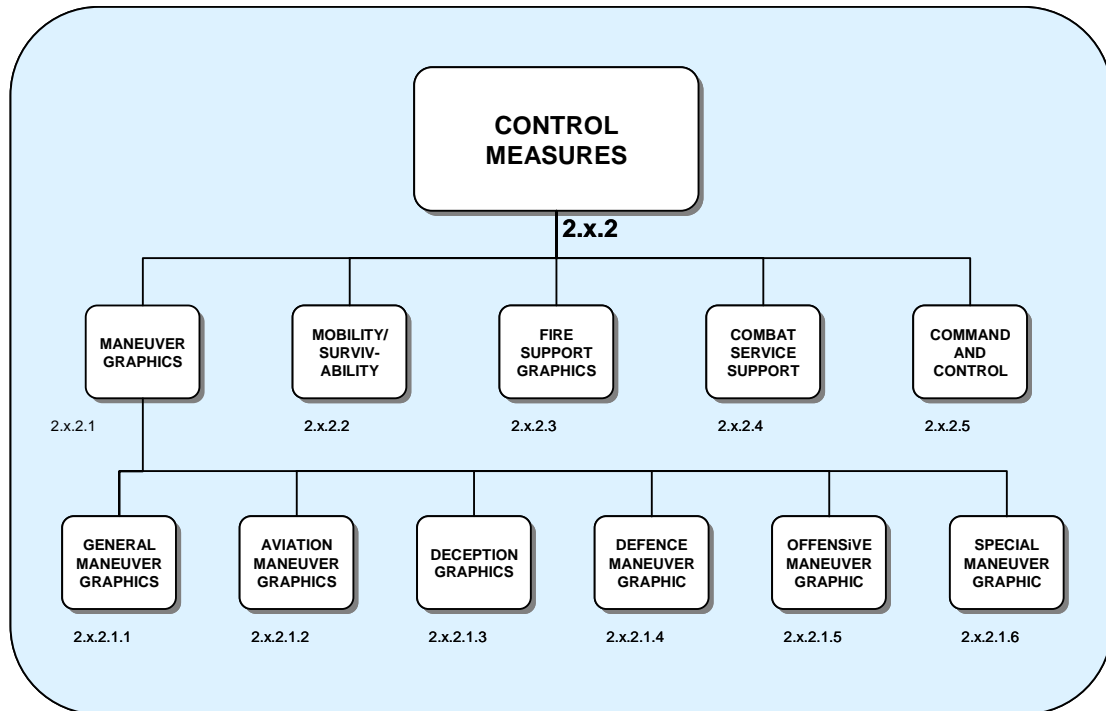 CONTROL
MEASURES
2.x.2
MANEUVER
GRAPHICS
MOBILITY/
SURVIV-
ABILITY
FIRE
SUPPORT
GRAPHICS
COMBAT
SERVICE
SUPPORT
COMMAND
AND
CONTROL
2.x.2.1
2.x.2.2
2.x.2.3
2.x.2.4
2.x.2.5
GENERAL
MANEUVER
GRAPHICS
AVIATION
MANEUVER
GRAPHICS
DECEPTION
GRAPHICS
DEFENCE
MANEUVER
GRAPHIC
OFFENSiVE
MANEUVER
GRAPHIC
SPECIAL
MANEUVER
GRAPHIC
2.x.2.1.1
2.x.2.1.2
2.x.2.1.3
2.x.2.1.4
2.x.2.1.5
2.x.2.1.6